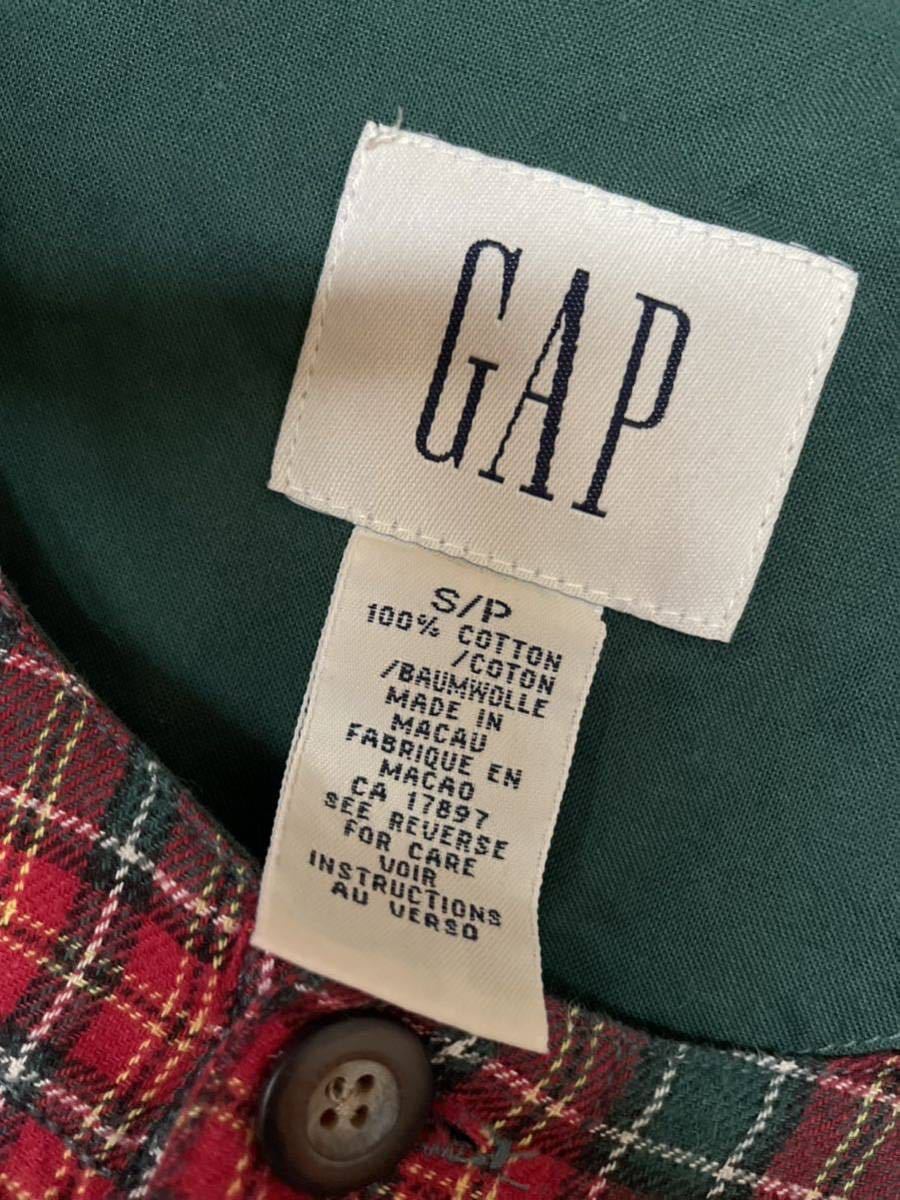 GAP
S/P
100% COTTON
/COTON
/BAUMWOLLE
MADE IN
MACAU
FABRIQUE EN
MACAO
CA 17897
SEE REVERSE
FOR CARE
VOIR
INSTRUCTIONS
AU VERSO